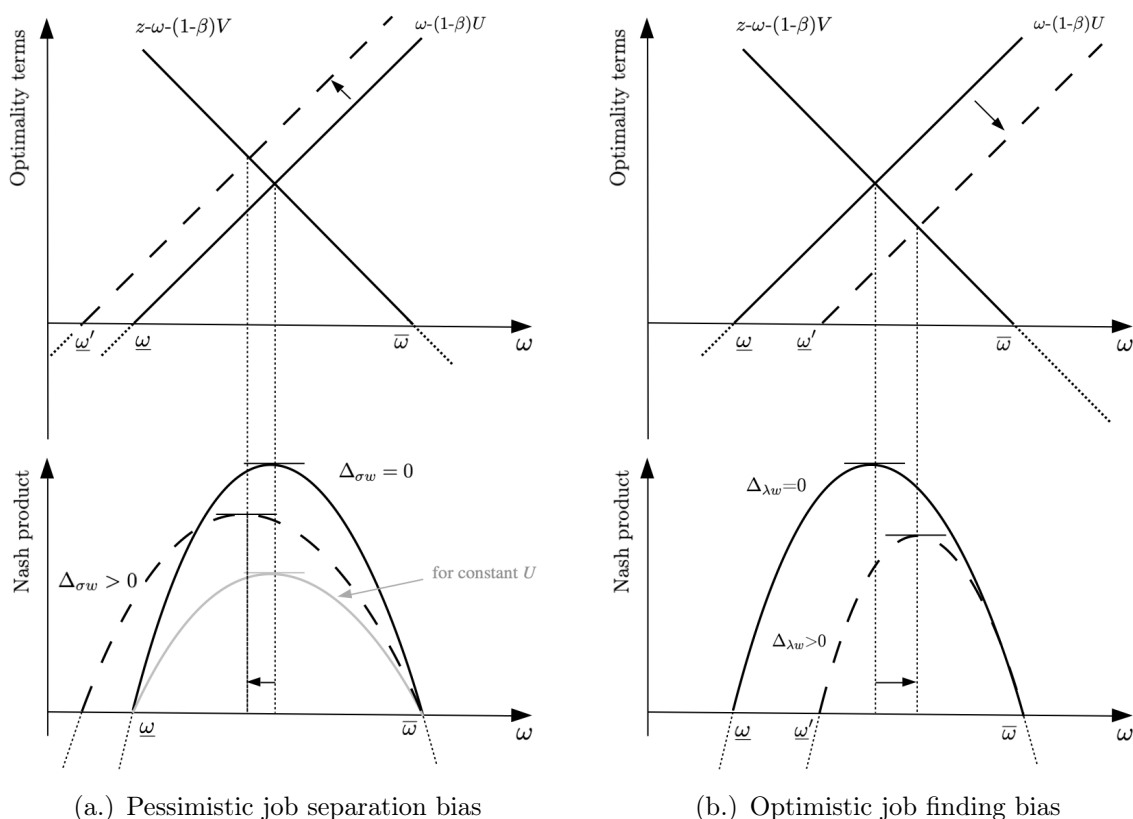 z-ω-(1-β)V
ω-(1-β)U
Optimality terms
ω̲'
ω̲
ω̅
ω
Nash product
Δσw = 0
Δσw > 0
for constant U
ω̲
ω̅
ω
(a.) Pessimistic job separation bias
z-ω-(1-β)V
ω-(1-β)U
Optimality terms
ω̲
ω̲'
ω̅
ω
Nash product
Δλw=0
Δλw>0
ω̲
ω̲'
ω̅
ω
(b.) Optimistic job finding bias